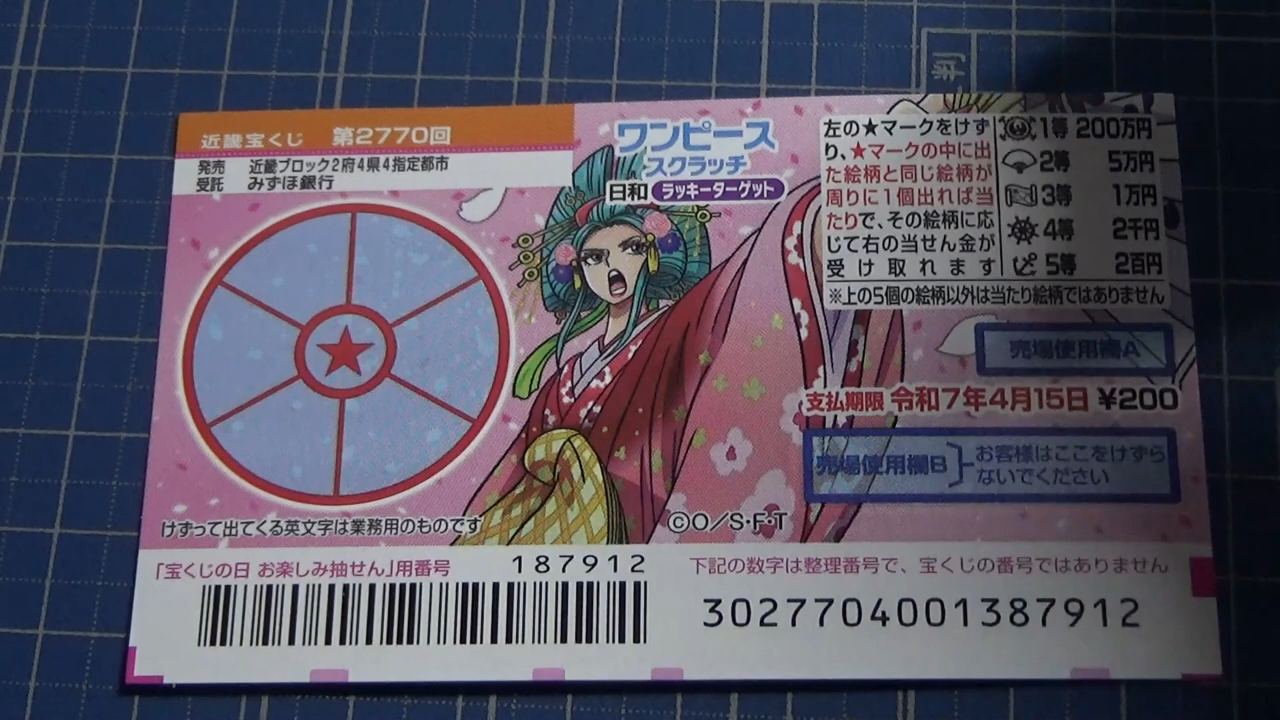 近畿宝くじ 第2770回
発売 近畿ブロック2府4県4指定都市
受託 みずほ銀行
ワンピース
スクラッチ
日和 ラッキーターゲット
左の★マークをけず
り、★マークの中に出
た絵柄と同じ絵柄が
周りに1個出れば当
たりで、その絵柄に応
じて右の当せん金が
受け取れます
1等 200万円
2等 5万円
3等 1万円
4等 2千円
5等 2百円
※上の5個の絵柄以外は当たり絵柄ではありません
売場使用欄A
支払期限 令和7年4月15日 ¥200
売場使用欄B
お客様はここをけずら
ないでください
けずって出てくる英文字は業務用のものです
©O/S・F・T
「宝くじの日 お楽しみ抽せん」用番号 187912
下記の数字は整理番号で、宝くじの番号ではありません
30277040013879​12